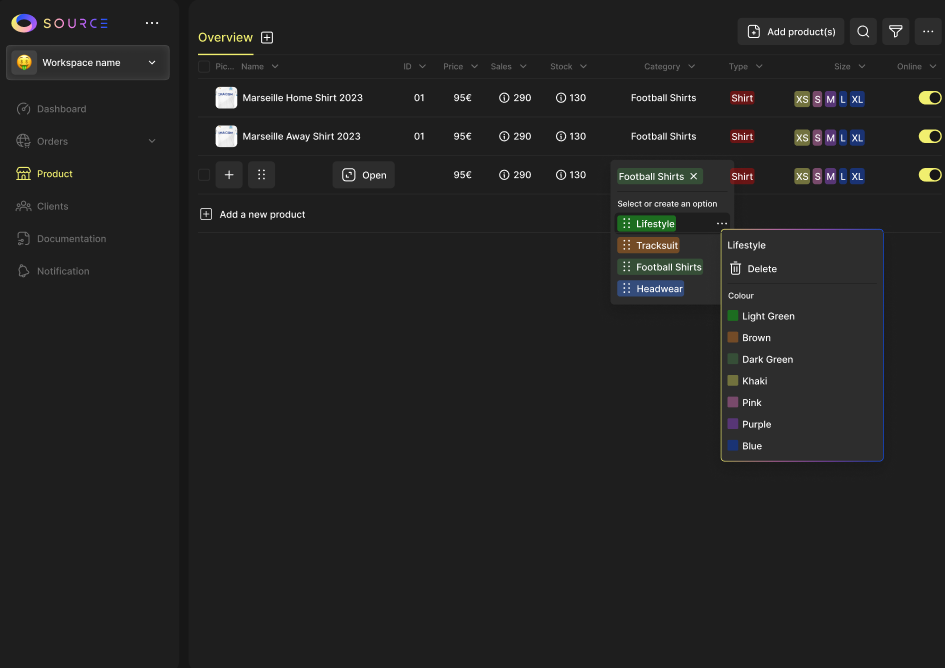 SOURCE
Workspace name
Dashboard
Orders
Product
Clients
Documentation
Notification
Overview
Add product(s)
Pic... Name ID Price Sales Stock Category Type Size Online
Marseille Home Shirt 2023 01 95€ 290 130 Football Shirts Shirt XS S M L XL
Marseille Away Shirt 2023 01 95€ 290 130 Football Shirts Shirt XS S M L XL
Open 95€ 290 130 Football Shirts Shirt XS S M L XL
Add a new product
Select or create an option
Lifestyle
Tracksuit
Football Shirts
Headwear
Lifestyle
Delete
Colour
Light Green
Brown
Dark Green
Khaki
Pink
Purple
Blue